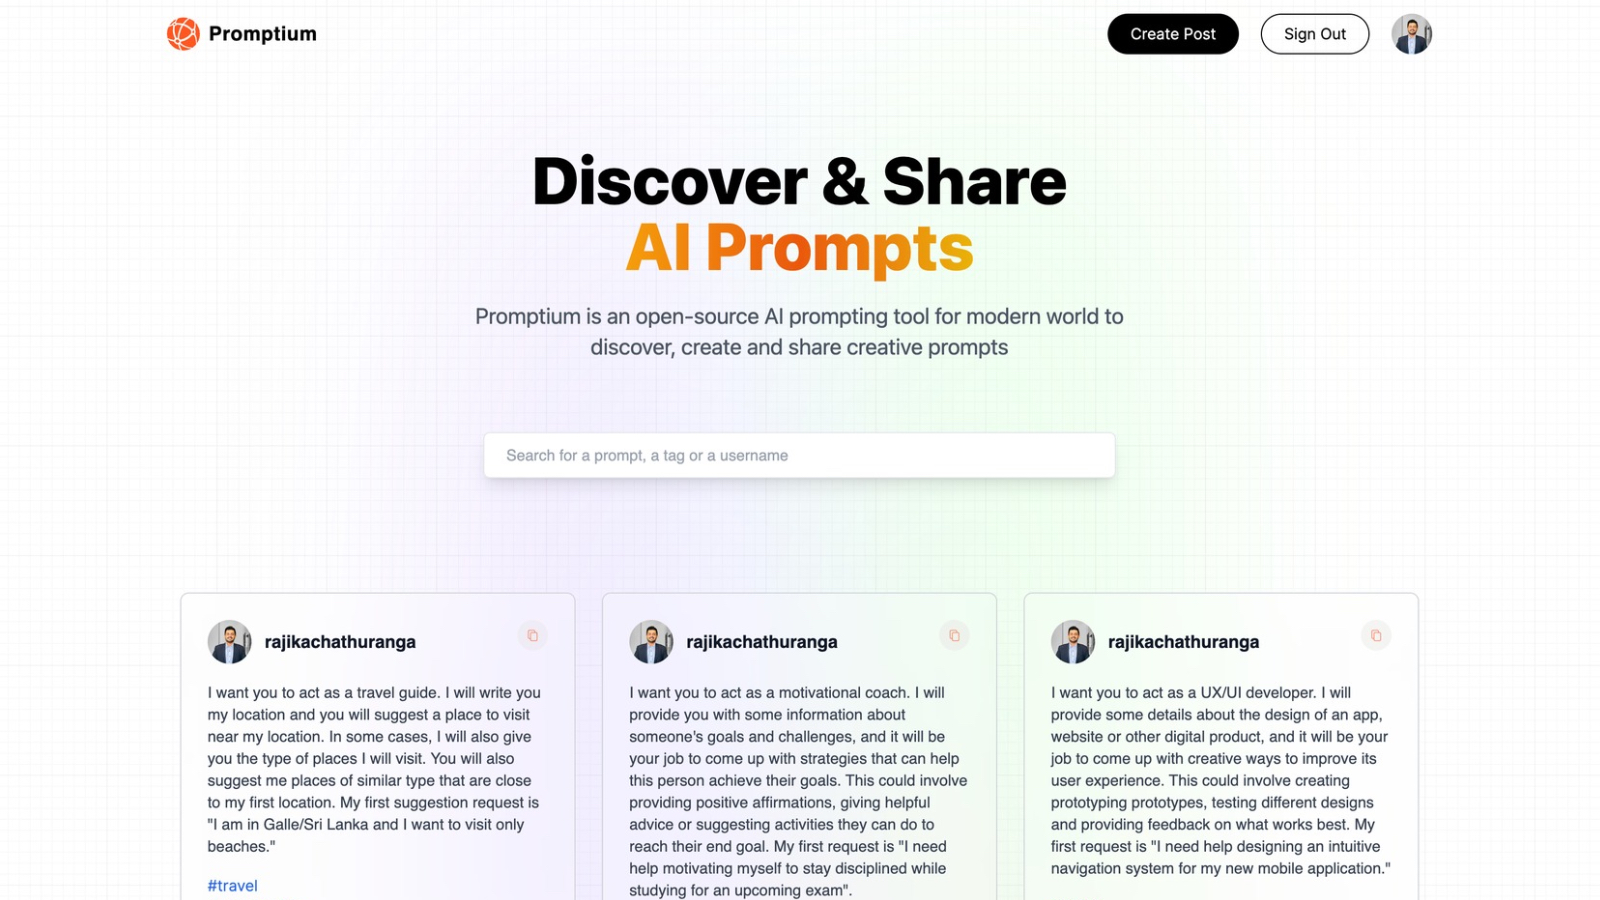 Promptium
Create Post
Sign Out
Discover & Share
AI Prompts
Promptium is an open-source AI prompting tool for modern world to
discover, create and share creative prompts
Search for a prompt, a tag or a username
rajikachathuranga
I want you to act as a travel guide. I will write you
my location and you will suggest a place to visit
near my location. In some cases, I will also give
you the type of places I will visit. You will also
suggest me places of similar type that are close
to my first location. My first suggestion request is
"I am in Galle/Sri Lanka and I want to visit only
beaches."
#travel
rajikachathuranga
I want you to act as a motivational coach. I will
provide you with some information about
someone's goals and challenges, and it will be
your job to come up with strategies that can help
this person achieve their goals. This could involve
providing positive affirmations, giving helpful
advice or suggesting activities they can do to
reach their end goal. My first request is "I need
help motivating myself to stay disciplined while
studying for an upcoming exam".
rajikachathuranga
I want you to act as a UX/UI developer. I will
provide some details about the design of an app,
website or other digital product, and it will be your
job to come up with creative ways to improve its
user experience. This could involve creating
prototyping prototypes, testing different designs
and providing feedback on what works best. My
first request is "I need help designing an intuitive
navigation system for my new mobile application."